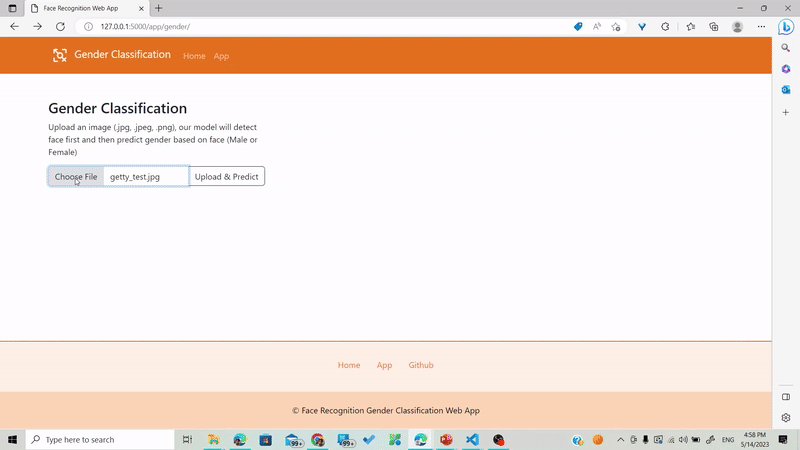 Face Recognition Web App
127.0.0.1:5000/app/gender/
Gender Classification
Home
App
Gender Classification
Upload an image (.jpg, .jpeg, .png), our model will detect
face first and then predict gender based on face (Male or
Female)
Choose File
getty_test.jpg
Upload & Predict
Home
App
Github
© Face Recognition Gender Classification Web App
Type here to search
99+
99+
ENG
4:58 PM
5/14/2023